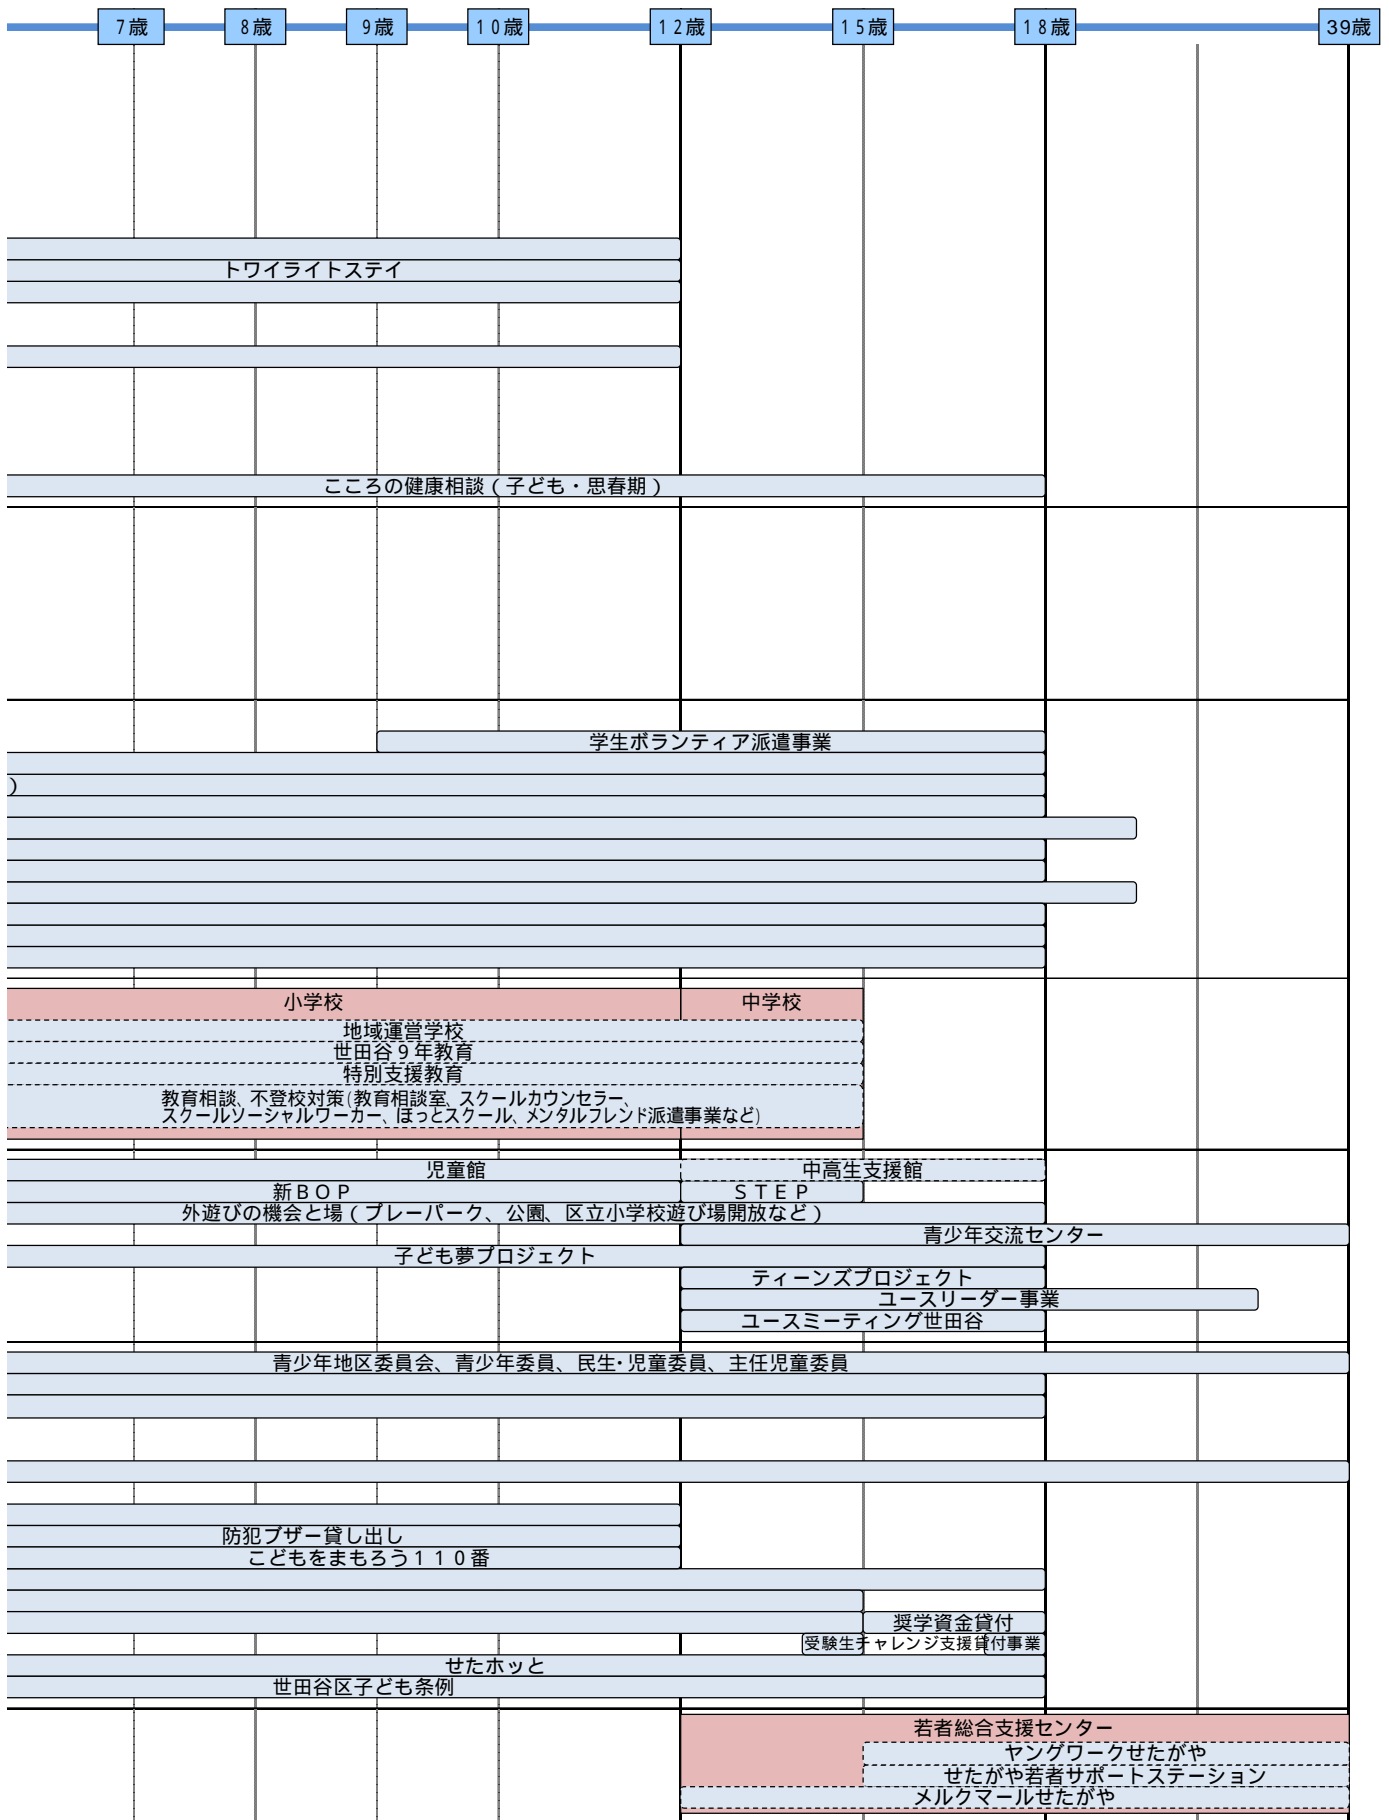 7歳 8歳 9歳 10歳 12歳 15歳 18歳 39歳
トワイライトステイ
こころの健康相談（子ども・思春期）
学生ボランティア派遣事業
）
小学校 中学校
地域運営学校
世田谷９年教育
特別支援教育
教育相談、不登校対策(教育相談室、スクールカウンセラー、
スクールソーシャルワーカー、ほっとスクール、メンタルフレンド派遣事業など)
児童館 中高生支援館
新ＢＯＰ ＳＴＥＰ
外遊びの機会と場（プレーパーク、公園、区立小学校遊び場開放など）
青少年交流センター
子ども夢プロジェクト
ティーンズプロジェクト
ユースリーダー事業
ユースミーティング世田谷
青少年地区委員会、青少年委員、民生・児童委員、主任児童委員
防犯ブザー貸し出し
こどもをまもろう１１０番
奨学資金貸付
受験生チャレンジ支援貸付事業
せたホッと
世田谷区子ども条例
若者総合支援センター
ヤングワークせたがや
せたがや若者サポートステーション
メルクマールせたがや